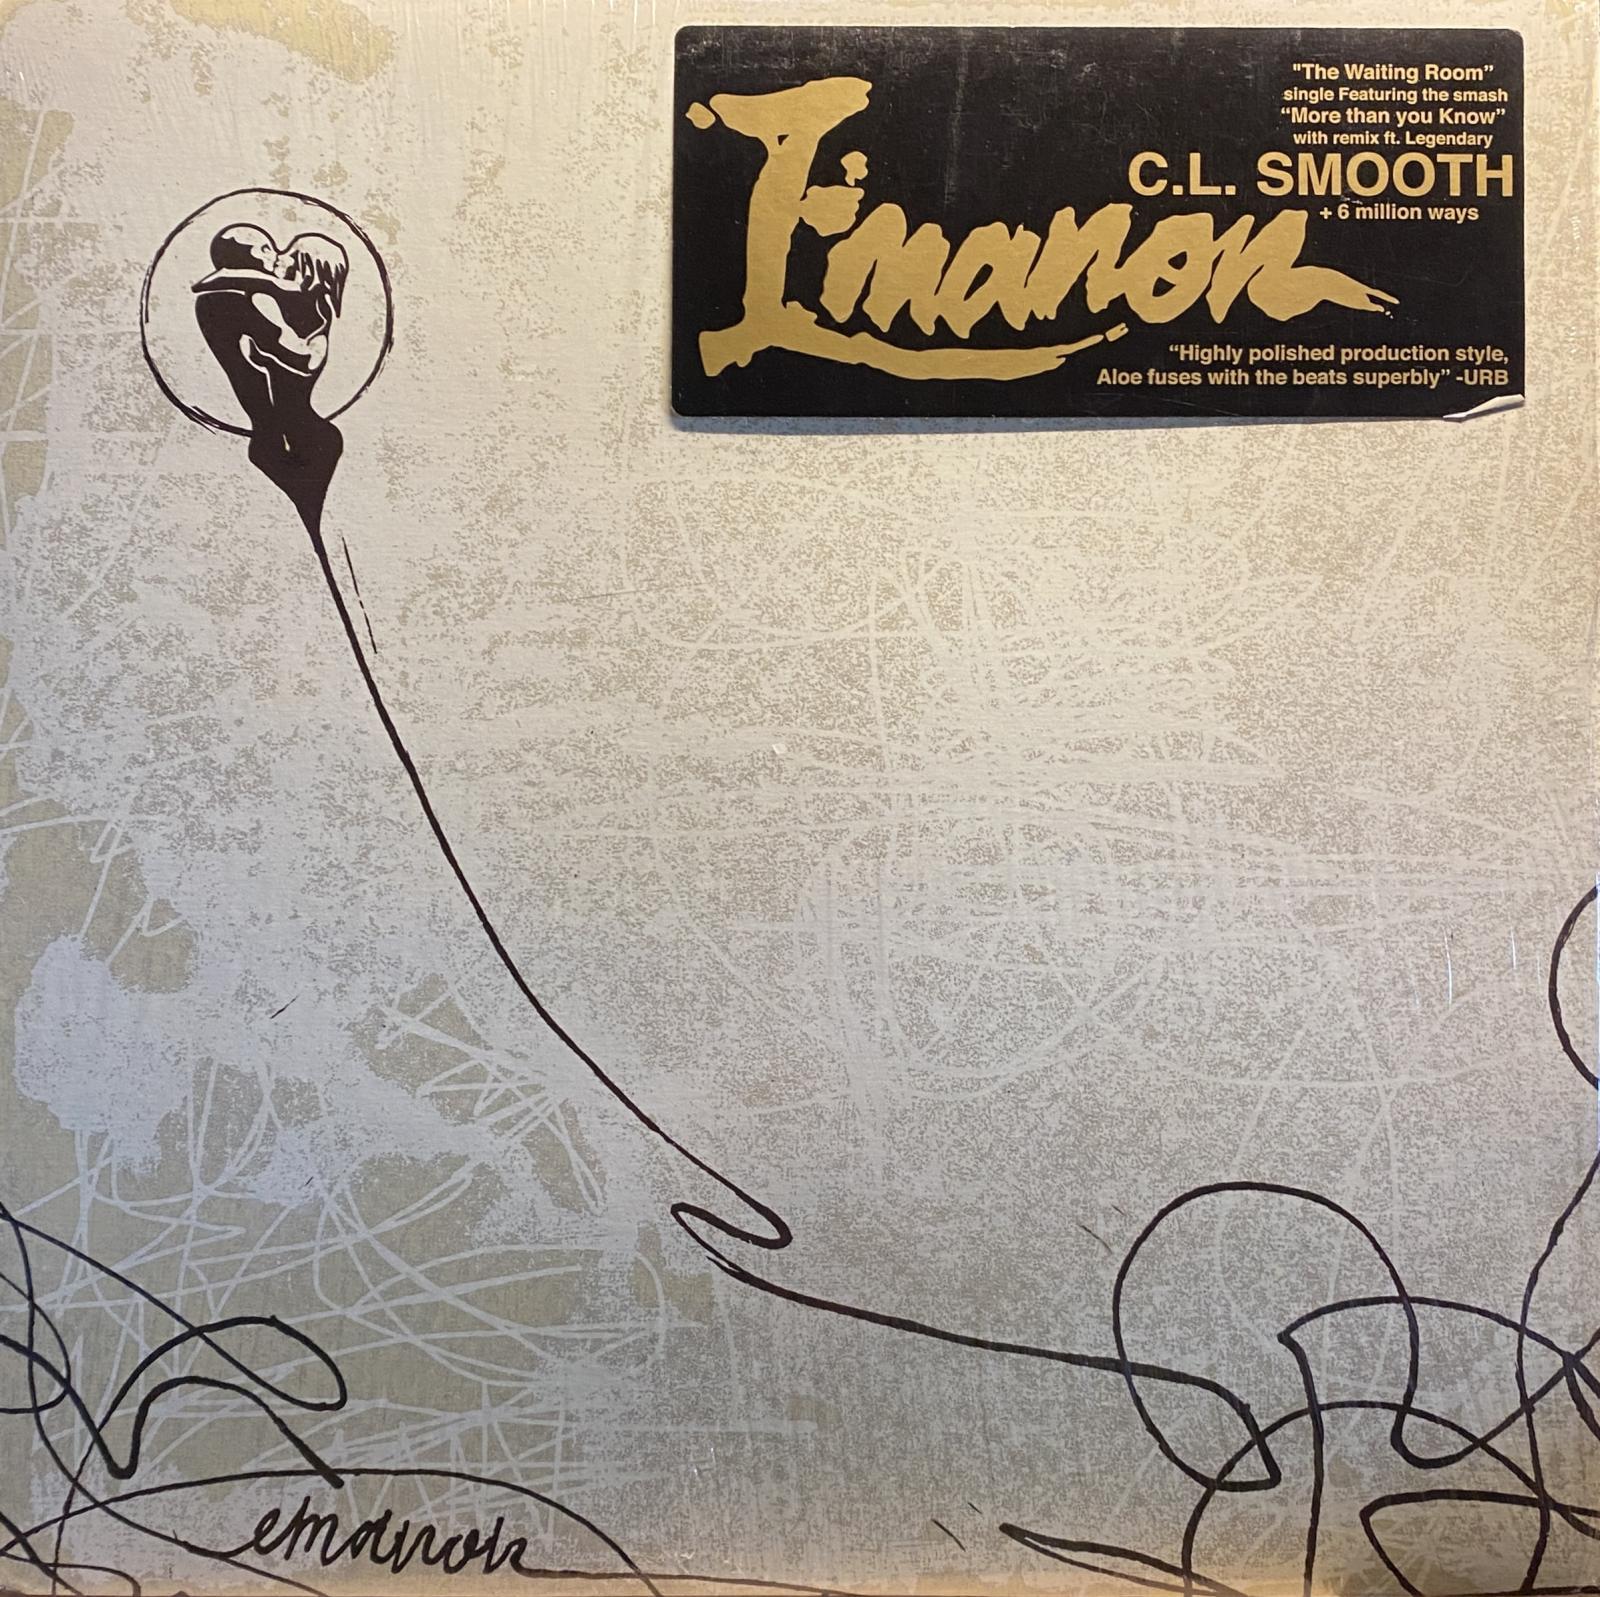 "The Waiting Room”
single Featuring the smash
“More than you Know”
with remix ft. Legendary
C.L. SMOOTH
+ 6 million ways
Emanon
“Highly polished production style,
Aloe fuses with the beats superbly” -URB
emanon